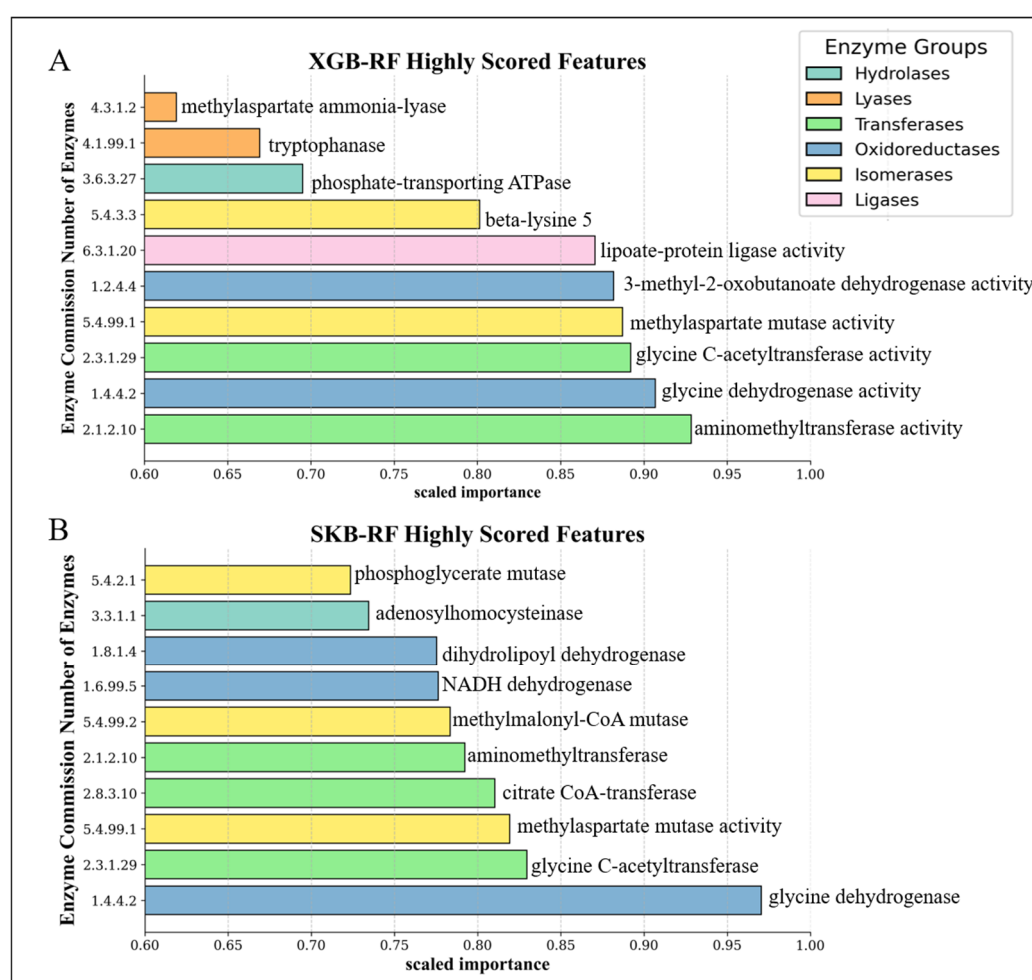 A
XGB-RF Highly Scored Features
Enzyme Groups
Hydrolases
Lyases
Transferases
Oxidoreductases
Isomerases
Ligases
Enzyme Commission Number of Enzymes
4.3.1.2 methylaspartate ammonia-lyase
4.1.99.1 tryptophanase
3.6.3.27 phosphate-transporting ATPase
5.4.3.3 beta-lysine 5
6.3.1.20 lipoate-protein ligase activity
1.2.4.4 3-methyl-2-oxobutanoate dehydrogenase activity
5.4.99.1 methylaspartate mutase activity
2.3.1.29 glycine C-acetyltransferase activity
1.4.4.2 glycine dehydrogenase activity
2.1.2.10 aminomethyltransferase activity
0.60 0.65 0.70 0.75 0.80 0.85 0.90 0.95 1.00
scaled importance
B
SKB-RF Highly Scored Features
Enzyme Commission Number of Enzymes
5.4.2.1 phosphoglycerate mutase
3.3.1.1 adenosylhomocysteinase
1.8.1.4 dihydrolipoyl dehydrogenase
1.6.99.5 NADH dehydrogenase
5.4.99.2 methylmalonyl-CoA mutase
2.1.2.10 aminomethyltransferase
2.8.3.10 citrate CoA-transferase
5.4.99.1 methylaspartate mutase activity
2.3.1.29 glycine C-acetyltransferase
1.4.4.2 glycine dehydrogenase
0.60 0.65 0.70 0.75 0.80 0.85 0.90 0.95 1.00
scaled importance